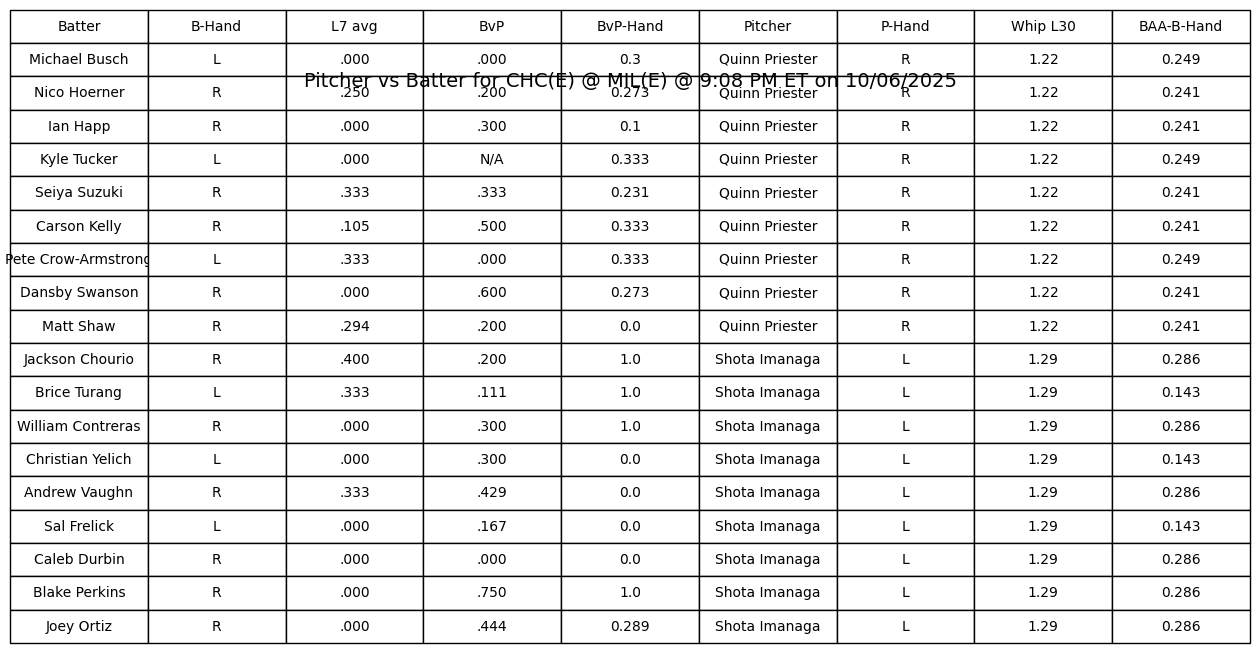 Batter B-Hand L7 avg BvP BvP-Hand Pitcher P-Hand Whip L30 BAA-B-Hand
Michael Busch L .000 .000 0.3 Quinn Priester R 1.22 0.249
Pitcher vs Batter for CHC(E) @ MIL(E) @ 9:08 PM ET on 10/06/2025
Nico Hoerner R .250 .200 0.273 Quinn Priester R 1.22 0.241
Ian Happ R .000 .300 0.1 Quinn Priester R 1.22 0.241
Kyle Tucker L .000 N/A 0.333 Quinn Priester R 1.22 0.249
Seiya Suzuki R .333 .333 0.231 Quinn Priester R 1.22 0.241
Carson Kelly R .105 .500 0.333 Quinn Priester R 1.22 0.241
Pete Crow-Armstrong L .333 .000 0.333 Quinn Priester R 1.22 0.249
Dansby Swanson R .000 .600 0.273 Quinn Priester R 1.22 0.241
Matt Shaw R .294 .200 0.0 Quinn Priester R 1.22 0.241
Jackson Chourio R .400 .200 1.0 Shota Imanaga L 1.29 0.286
Brice Turang L .333 .111 1.0 Shota Imanaga L 1.29 0.143
William Contreras R .000 .300 1.0 Shota Imanaga L 1.29 0.286
Christian Yelich L .000 .300 0.0 Shota Imanaga L 1.29 0.143
Andrew Vaughn R .333 .429 0.0 Shota Imanaga L 1.29 0.286
Sal Frelick L .000 .167 0.0 Shota Imanaga L 1.29 0.143
Caleb Durbin R .000 .000 0.0 Shota Imanaga L 1.29 0.286
Blake Perkins R .000 .750 1.0 Shota Imanaga L 1.29 0.286
Joey Ortiz R .000 .444 0.289 Shota Imanaga L 1.29 0.286